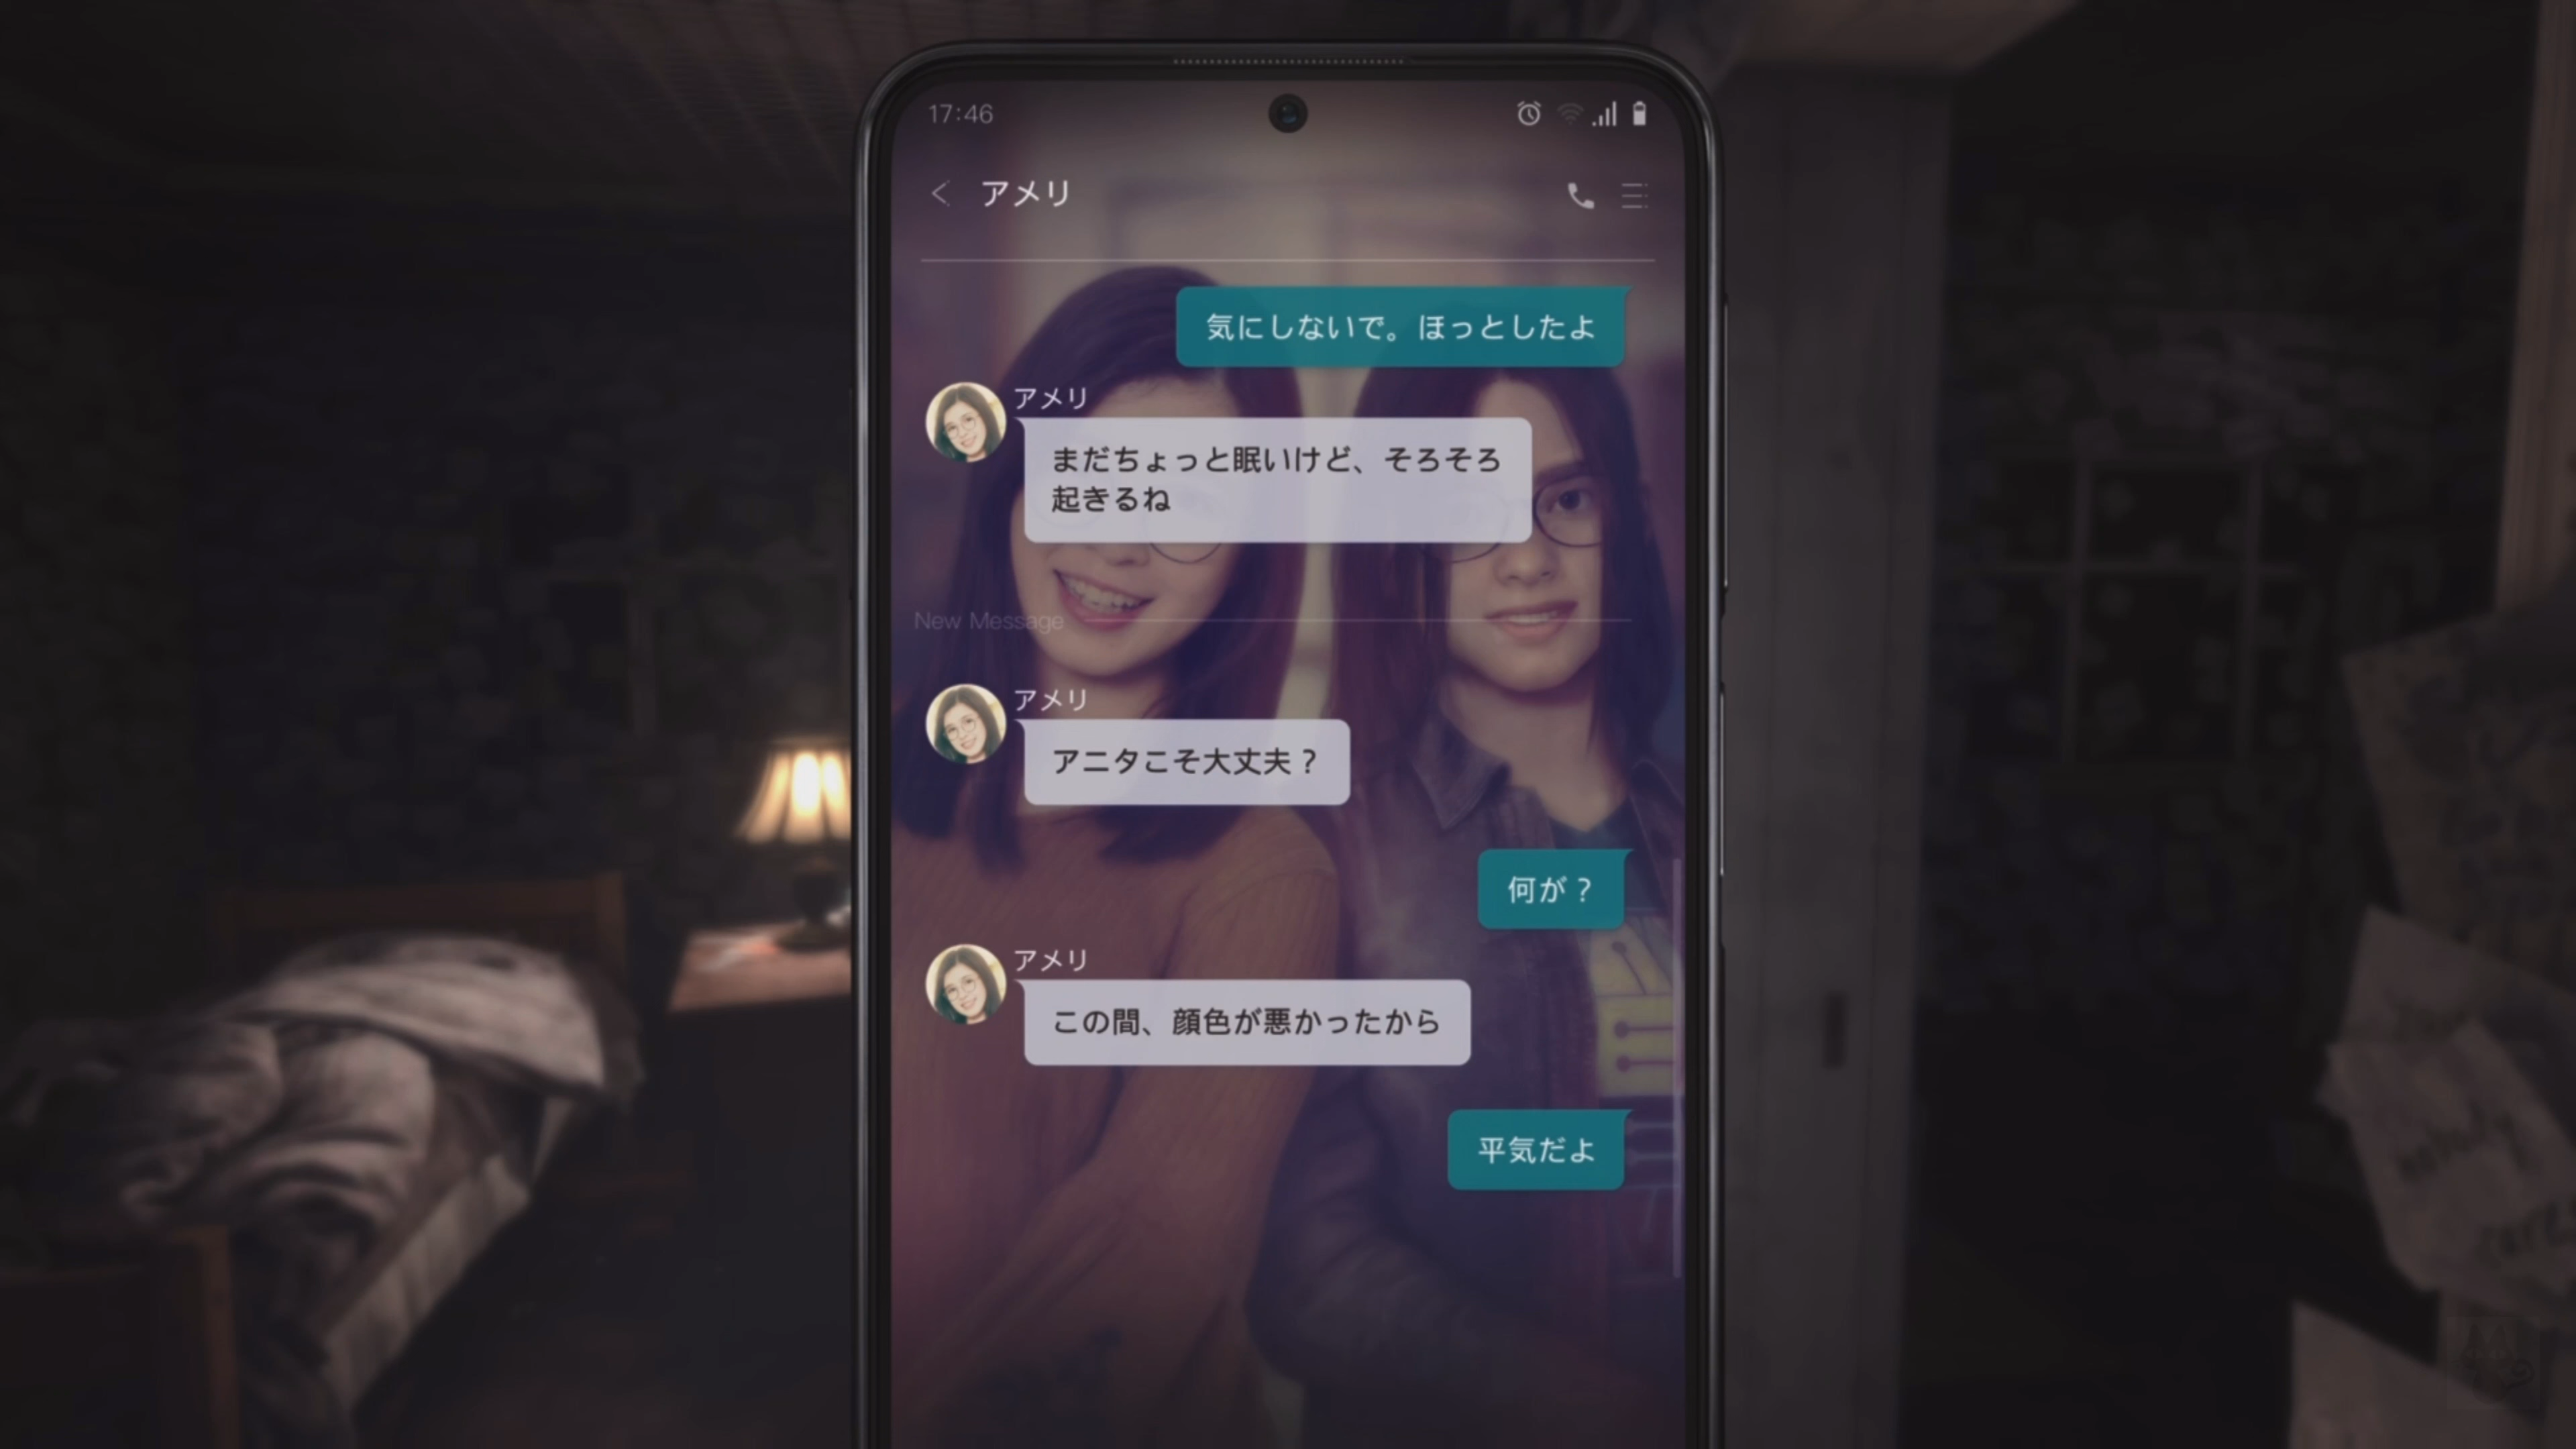 17:46
アメリ
気にしないで。ほっとしたよ
アメリ
まだちょっと眠いけど、そろそろ
起きるね
New Message
アメリ
アニタこそ大丈夫？
何が？
アメリ
この間、顔色が悪かったから
平気だよ